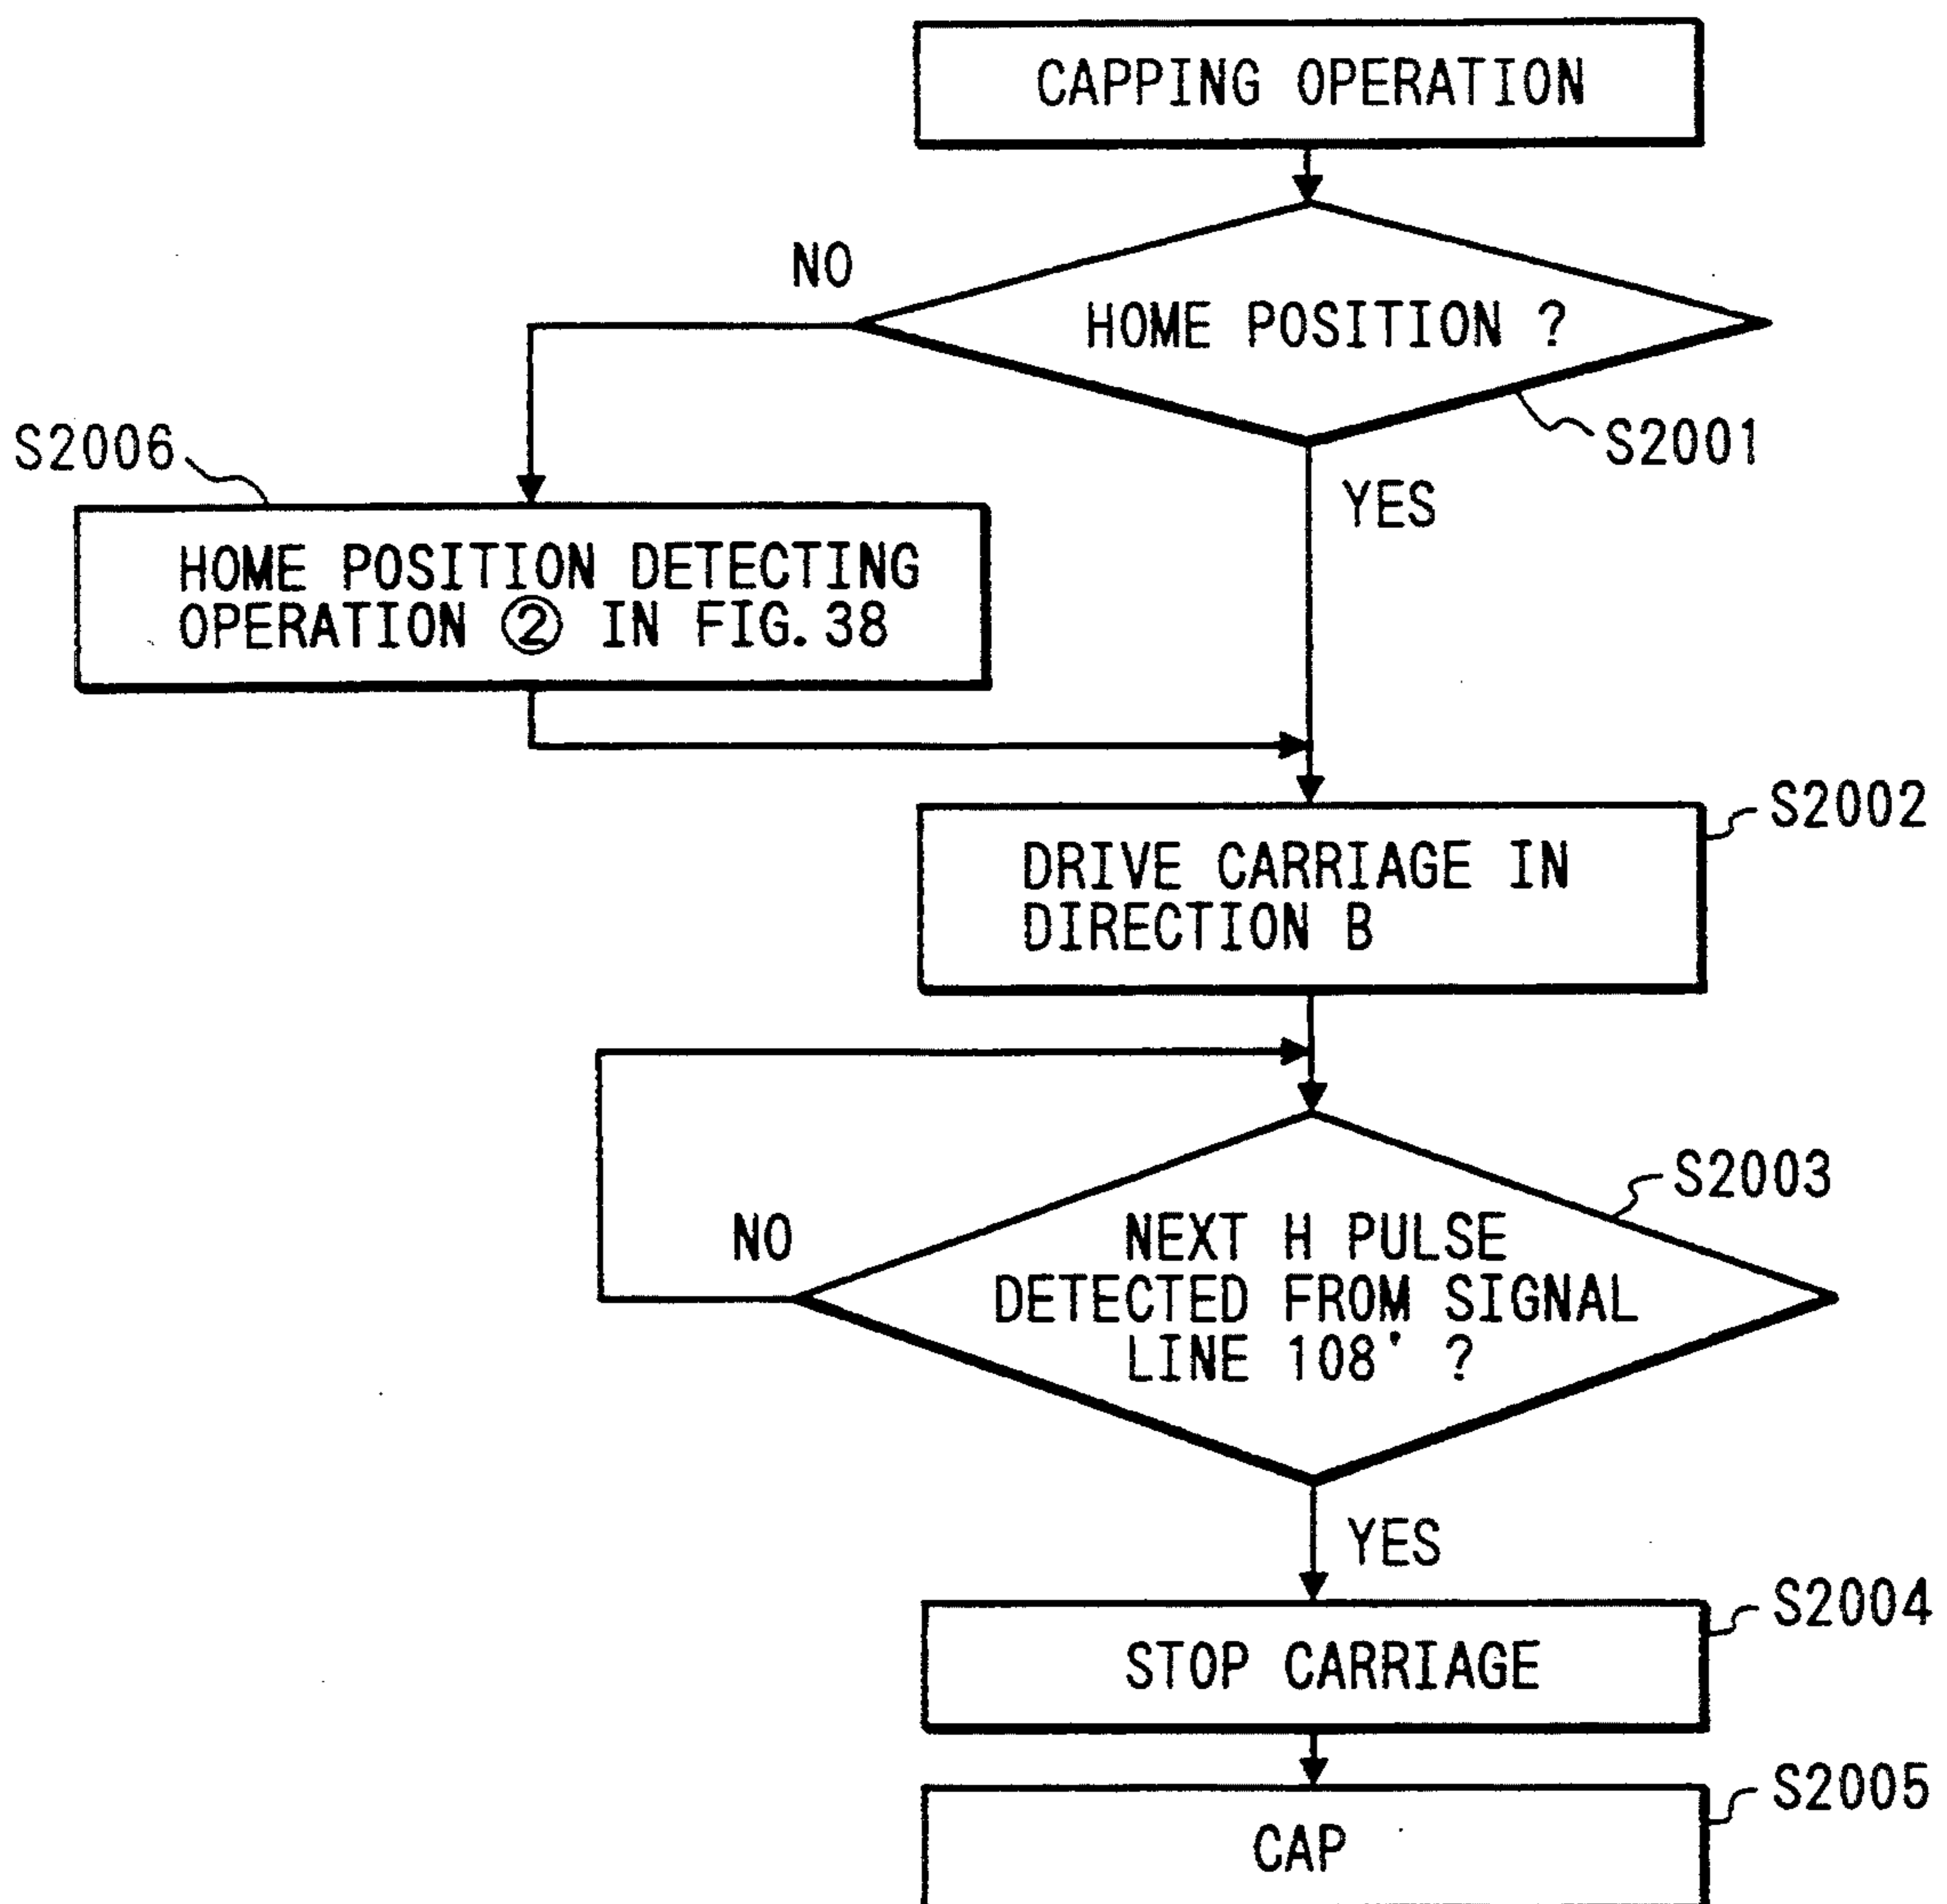 CAPPING OPERATION
NO
HOME POSITION ?
S2001
S2006
YES
HOME POSITION DETECTING
OPERATION ② IN FIG.38
S2002
DRIVE CARRIAGE IN
DIRECTION B
S2003
NO
NEXT H PULSE
DETECTED FROM SIGNAL
LINE 108' ?
YES
S2004
STOP CARRIAGE
S2005
CAP